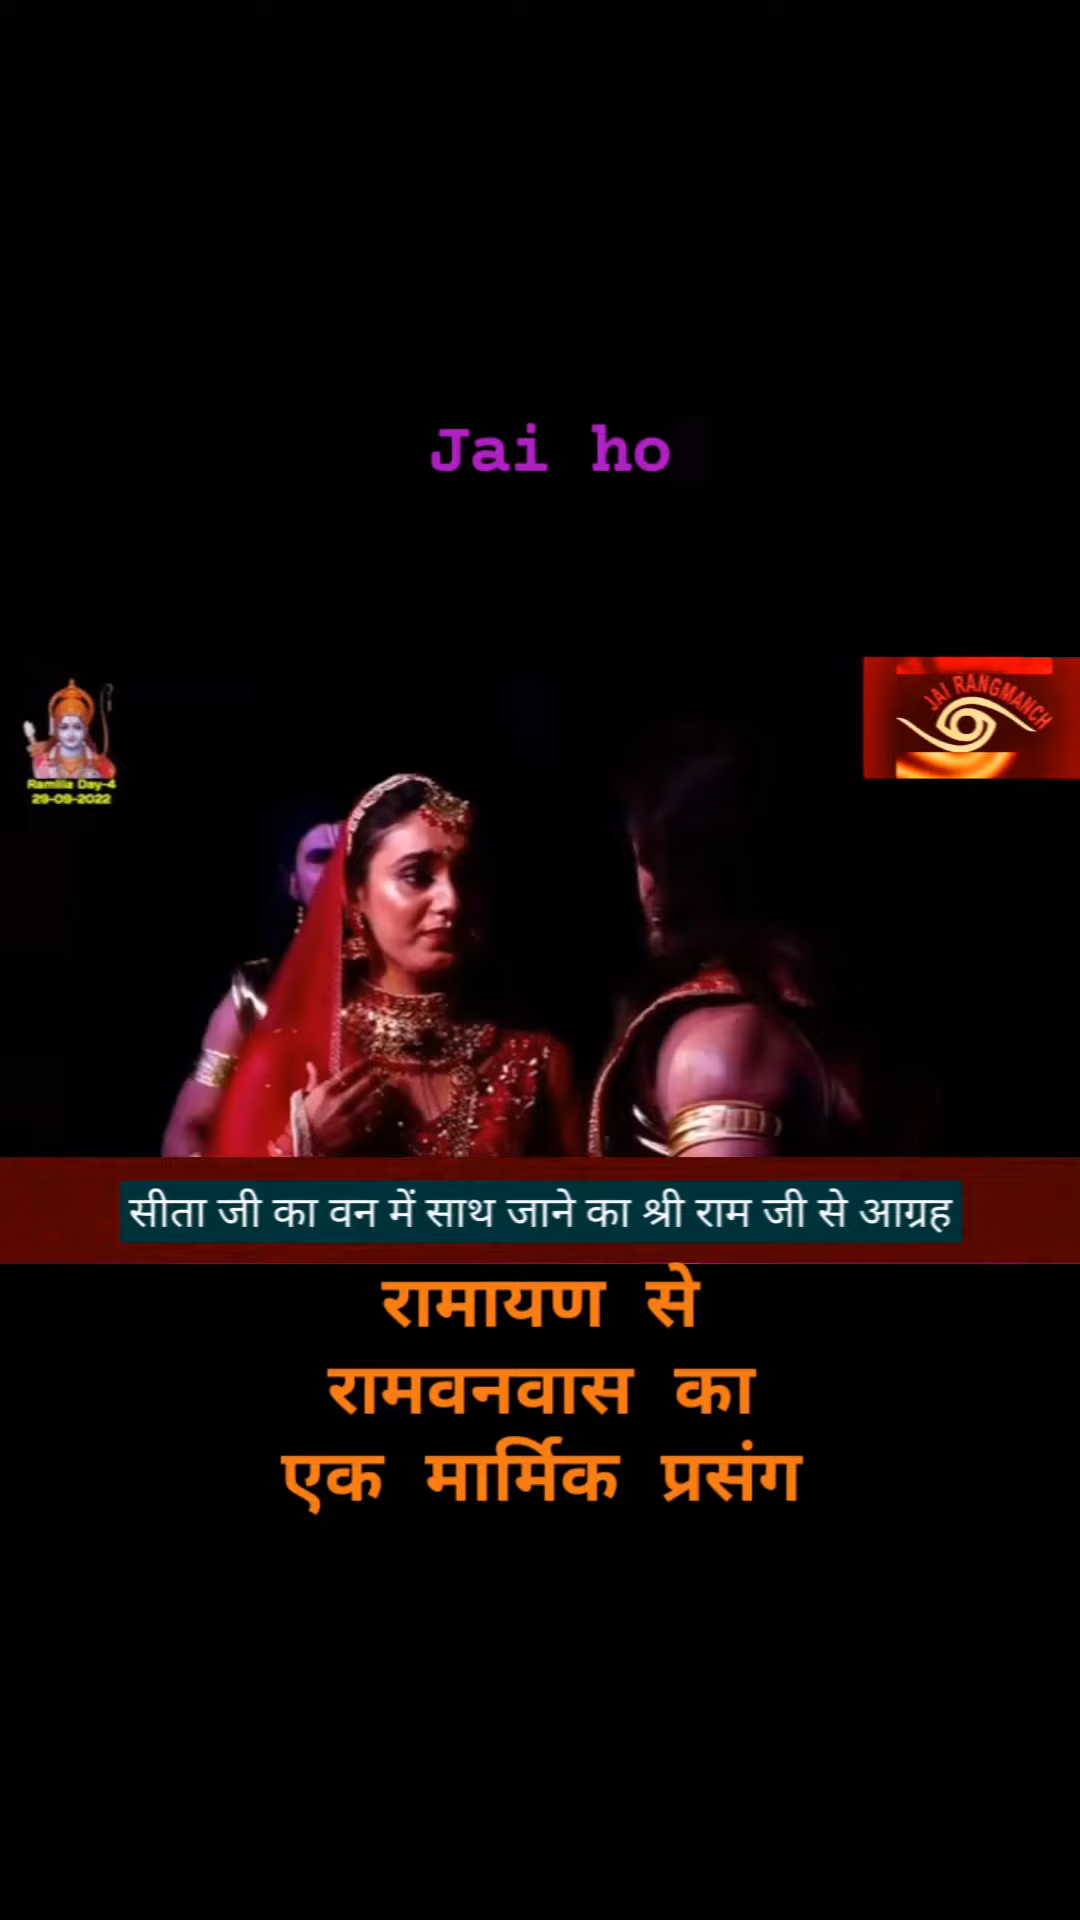 Jai ho
JAI RANGMANCH
Ramlila Day-4
29-09-2022
सीता जी का वन में साथ जाने का श्री राम जी से आग्रह
रामायण से
रामवनवास का
एक मार्मिक प्रसंग